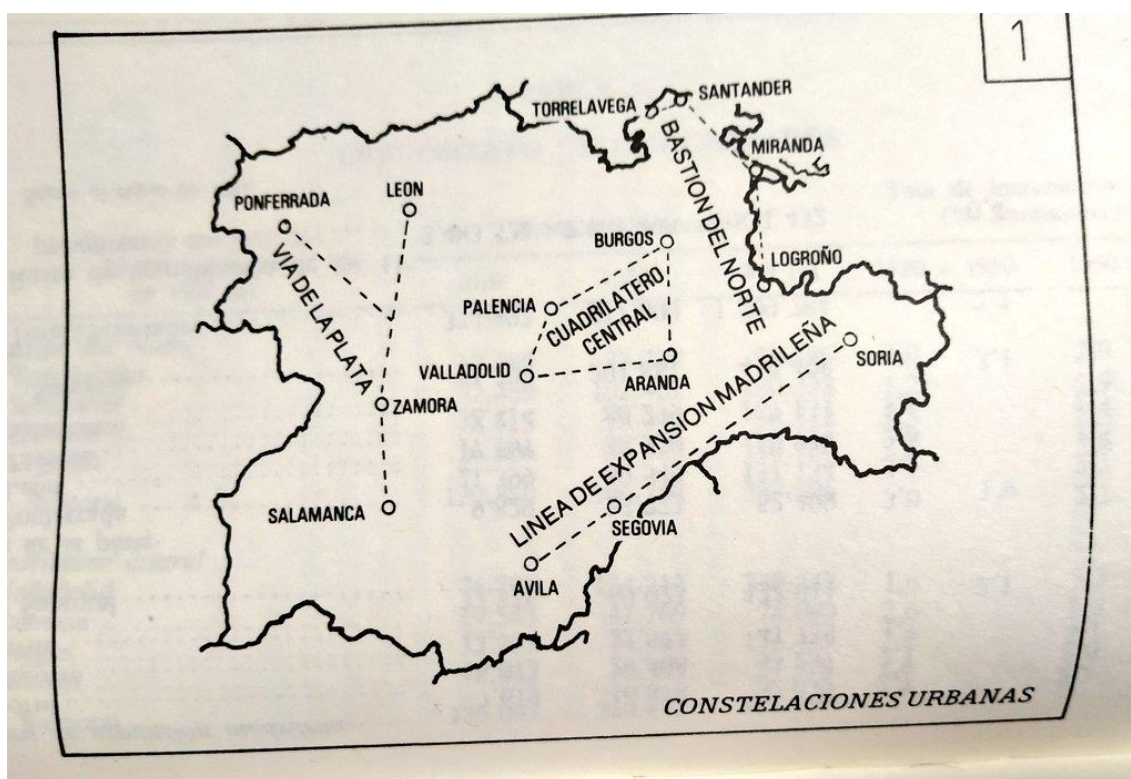 1
SANTANDER
TORRELAVEGA
MIRANDA
BASTION DEL NORTE
LEON
PONFERRADA
BURGOS
LOGROÑO
VIA DE LA PLATA
PALENCIA
CUADRILATERO
CENTRAL
SORIA
VALLADOLID
ARANDA
ZAMORA
LINEA DE EXPANSION MADRILEÑA
SALAMANCA
SEGOVIA
AVILA
CONSTELACIONES URBANAS